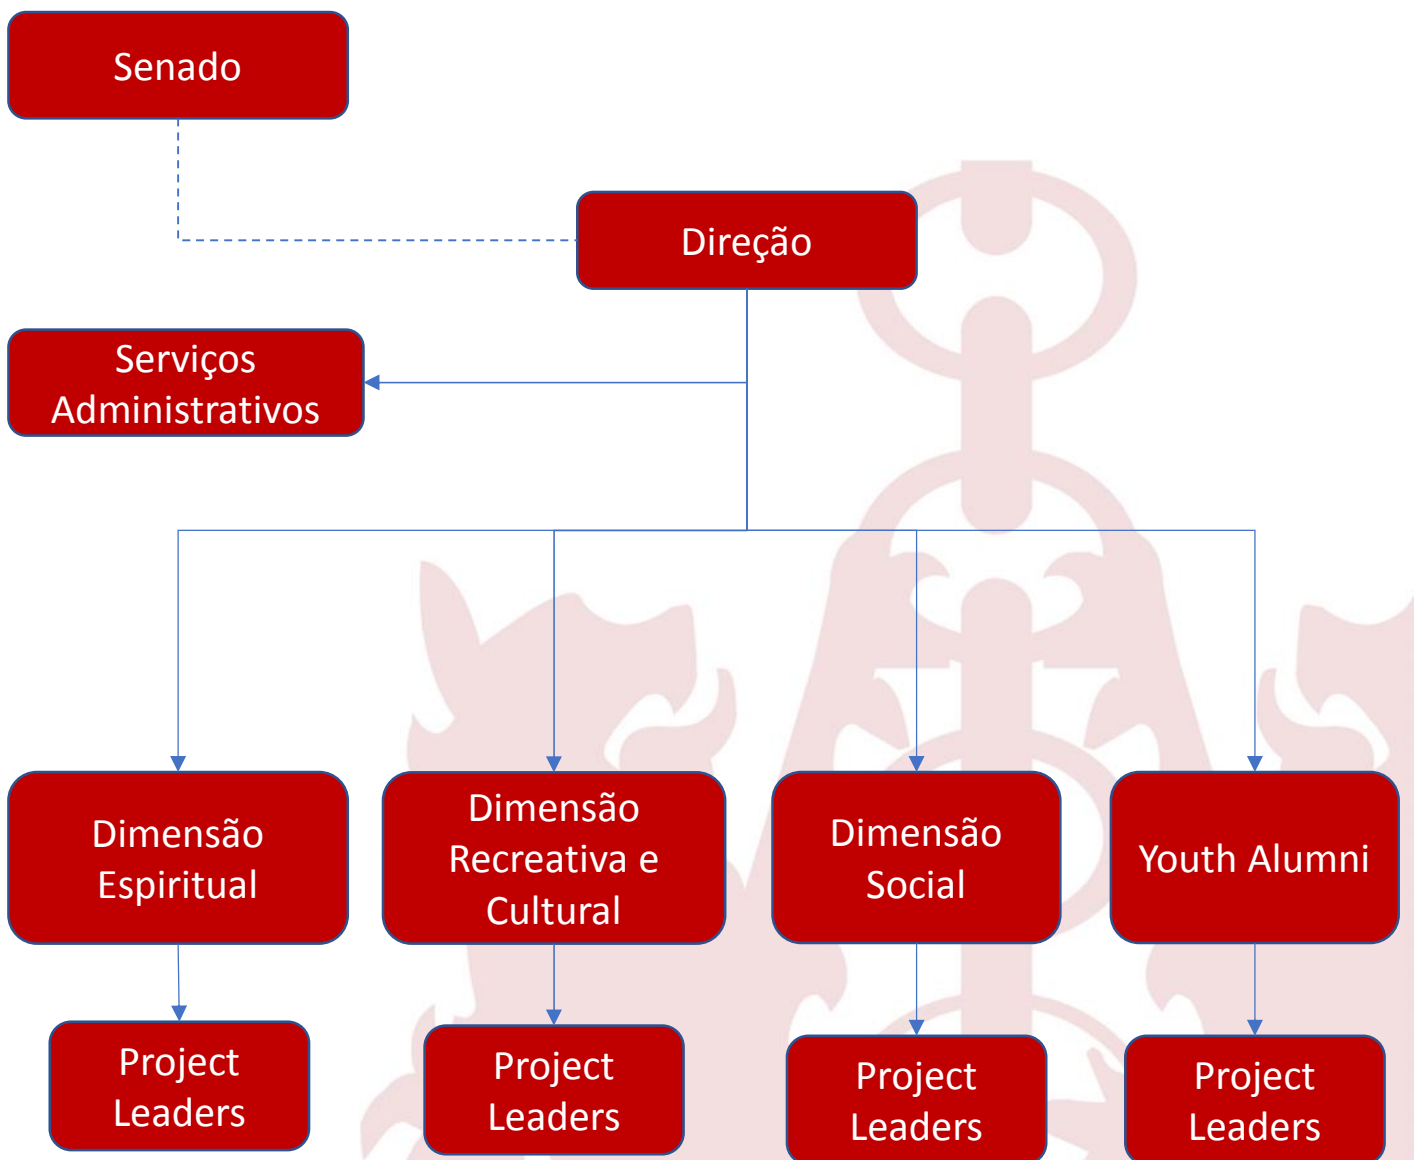 Senado
Direção
Serviços
Administrativos
Dimensão
Espiritual
Dimensão
Recreativa e
Cultural
Dimensão
Social
Youth Alumni
Project
Leaders
Project
Leaders
Project
Leaders
Project
Leaders